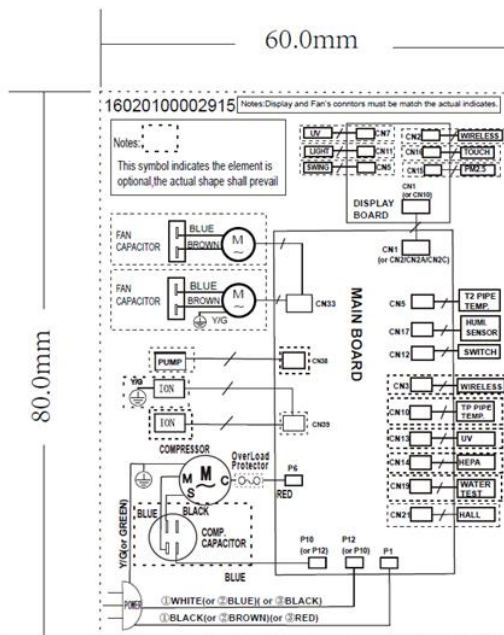 60.0mm
80.0mm
16020100002915
Notes:Display and Fan's conntors must be match the actual indicates.
Notes:
This symbol indicates the element is
optional,the actual shape shall prevail
UV
CN7
LIGHT
CN11
SWING
CN5
CN2
WIRELESS
TOUCH
CN15
PM2.5
CN1
(or CN10)
DISPLAY
BOARD
CN1
(or CN2/CN2A/CN2C)
MAIN BOARD
FAN
CAPACITOR
BLUE
BROWN
M
FAN
CAPACITOR
BLUE
BROWN
M
Y/G
CN33
CN5
T2 PIPE
TEMP.
CN17
HUMI.
SENSOR
CN12
SWITCH
PUMP
CN38
Y/G
ION
ION
CN39
CN3
WIRELESS
CN10
TP PIPE
TEMP.
CN13
UV
CN14
HEPA
CN19
WATER
TEST
CN21
HALL
COMPRESSOR
OverLoad
Protector
M
M
S
C
P6
RED
BLUE
BLACK
COMP.
CAPACITOR
BLUE
Y/G(or GREEN)
P10
(or P12)
P12
(or P10)
P1
POWER
①WHITE(or ②BLUE)( or ③BLACK)
①BLACK(or ②BROWN)(or ③RED)